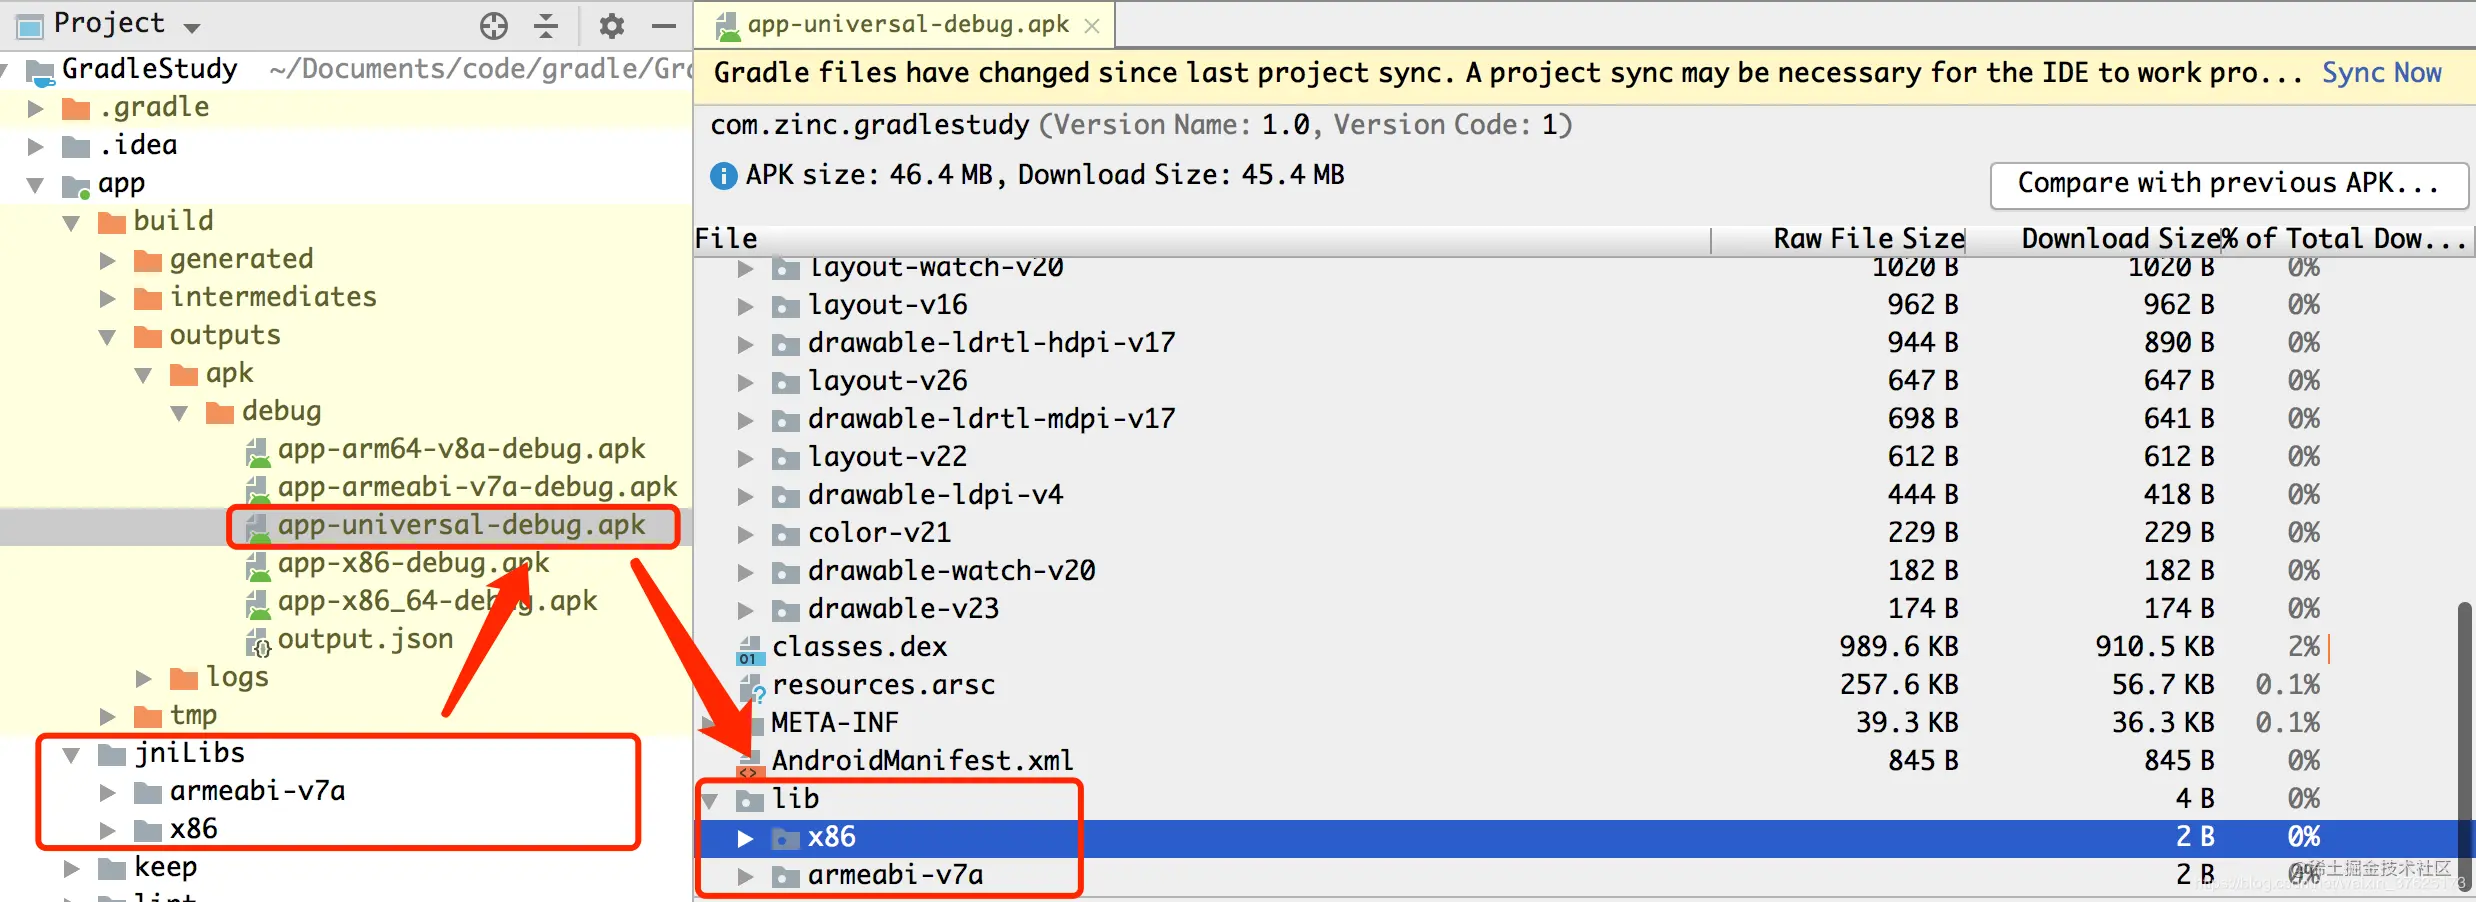 Project
GradleStudy ~/Documents/code/gradle/Gra
.gradle
.idea
app
build
generated
intermediates
outputs
apk
debug
app-arm64-v8a-debug.apk
app-armeabi-v7a-debug.apk
app-universal-debug.apk
app-x86-debug.apk
app-x86_64-debug.apk
output.json
logs
tmp
jniLibs
armeabi-v7a
x86
keep
lint
app-universal-debug.apk
Gradle files have changed since last project sync. A project sync may be necessary for the IDE to work pro... Sync Now
com.zinc.gradlestudy (Version Name: 1.0, Version Code: 1)
APK size: 46.4 MB, Download Size: 45.4 MB
Compare with previous APK...
File Raw File Size Download Size % of Total Dow...
layout-watch-v20 1020 B 1020 B 0%
layout-v16 962 B 962 B 0%
drawable-ldrtl-hdpi-v17 944 B 890 B 0%
layout-v26 647 B 647 B 0%
drawable-ldrtl-mdpi-v17 698 B 641 B 0%
layout-v22 612 B 612 B 0%
drawable-ldpi-v4 444 B 418 B 0%
color-v21 229 B 229 B 0%
drawable-watch-v20 182 B 182 B 0%
drawable-v23 174 B 174 B 0%
classes.dex 989.6 KB 910.5 KB 2%
resources.arsc 257.6 KB 56.7 KB 0.1%
META-INF 39.3 KB 36.3 KB 0.1%
AndroidManifest.xml 845 B 845 B 0%
lib 4 B 0%
x86 2 B 0%
armeabi-v7a 2 B 0%
@稀土掘金技术社区